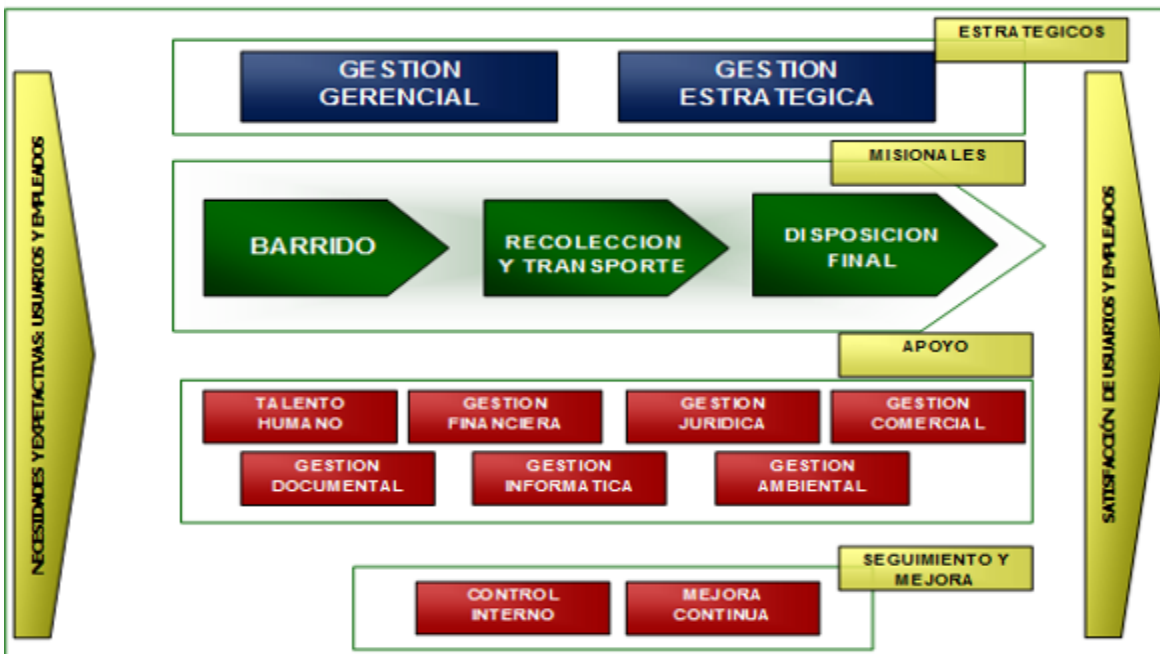 ESTRATEGICOS
GESTION
GERENCIAL
GESTION
ESTRATEGICA
MISIONALES
BARRIDO
RECOLECCION
Y TRANSPORTE
DISPOSICION
FINAL
APOYO
TALENTO
HUMANO
GESTION
FINANCIERA
GESTION
JURIDICA
GESTION
COMERCIAL
GESTION
DOCUMENTAL
GESTION
INFORMATICA
GESTION
AMBIENTAL
SEGUIMIENTO Y
MEJORA
CONTROL
INTERNO
MEJORA
CONTINUA
NECESIDADES Y EXPETACTIVAS: USUARIOS Y EMPLEADOS
SATISFACCIÓN DE USUARIOS Y EMPLEADOS